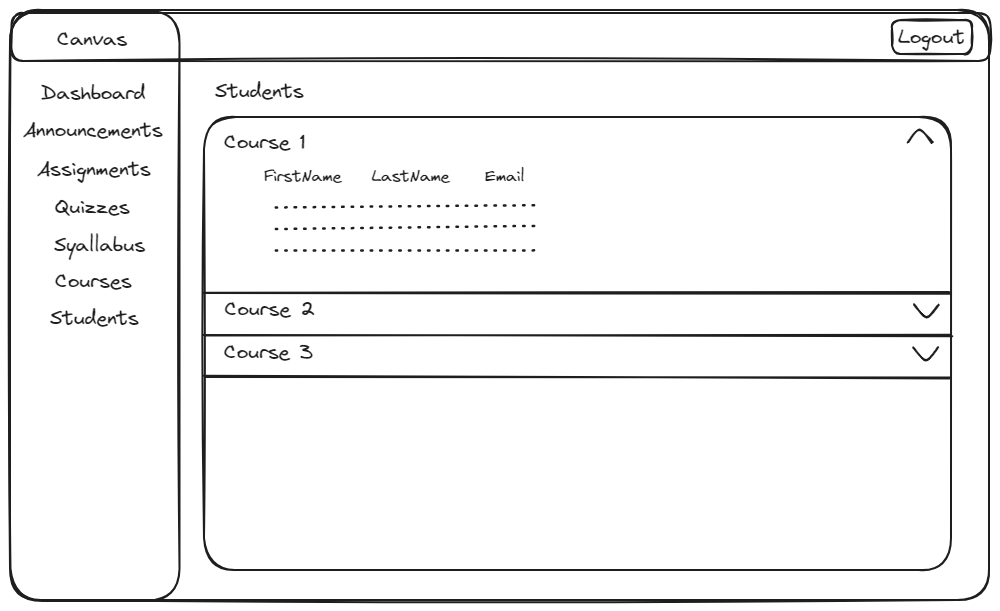 Canvas
Logout
Dashboard
Announcements
Assignments
Quizzes
Syallabus
Courses
Students
Students
Course 1
FirstName LastName Email
Course 2
Course 3